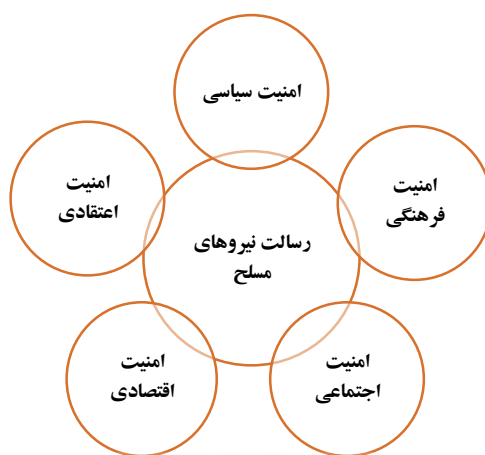 امنیت سیاسی
امنیت
فرهنگی
امنیت
اعتقادی
رسالت نیروهای
مسلح
امنیت
اجتماعی
امنیت
اقتصادی